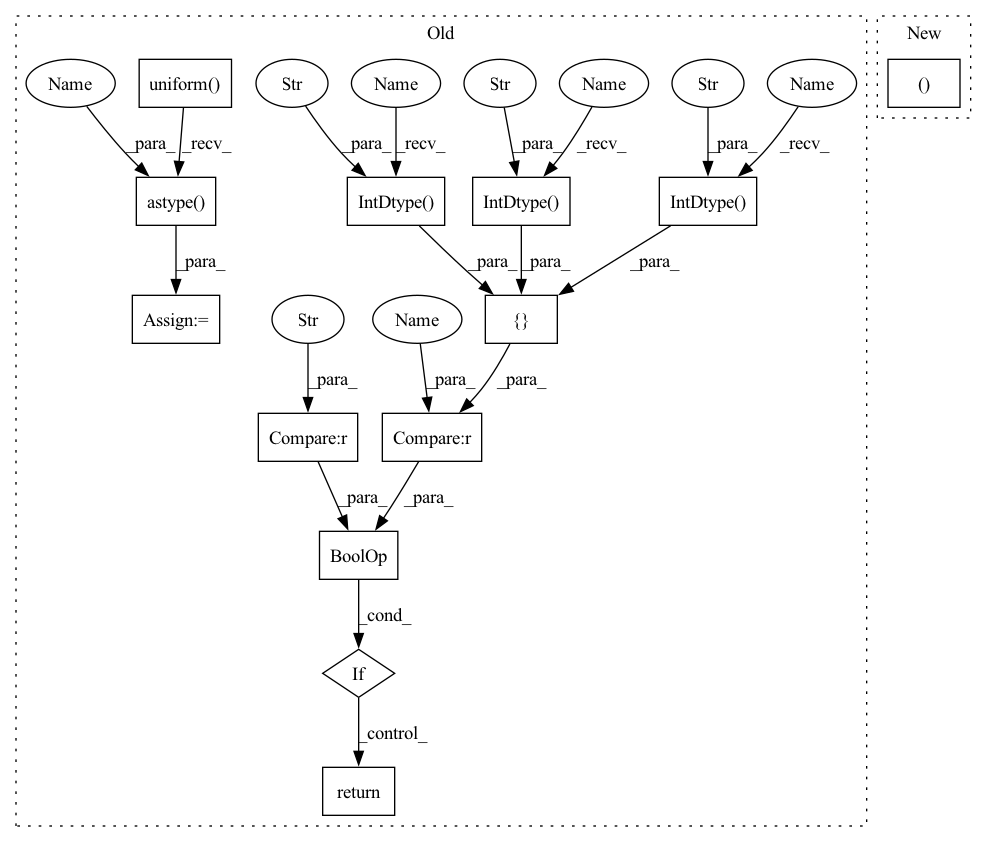 Old
New
Name
uniform()
Str
Name
Str
Name
Str
Name
()
_para_
_recv_
_para_
_recv_
_para_
_recv_
_para_
_recv_
astype()
IntDtype()
IntDtype()
IntDtype()
_para_
_para_
_para_
_para_
Assign:=
Str
Name
{}
_para_
_para_
_para_
Compare:r
Compare:r
_para_
_para_
BoolOp
_cond_
If
_control_
return